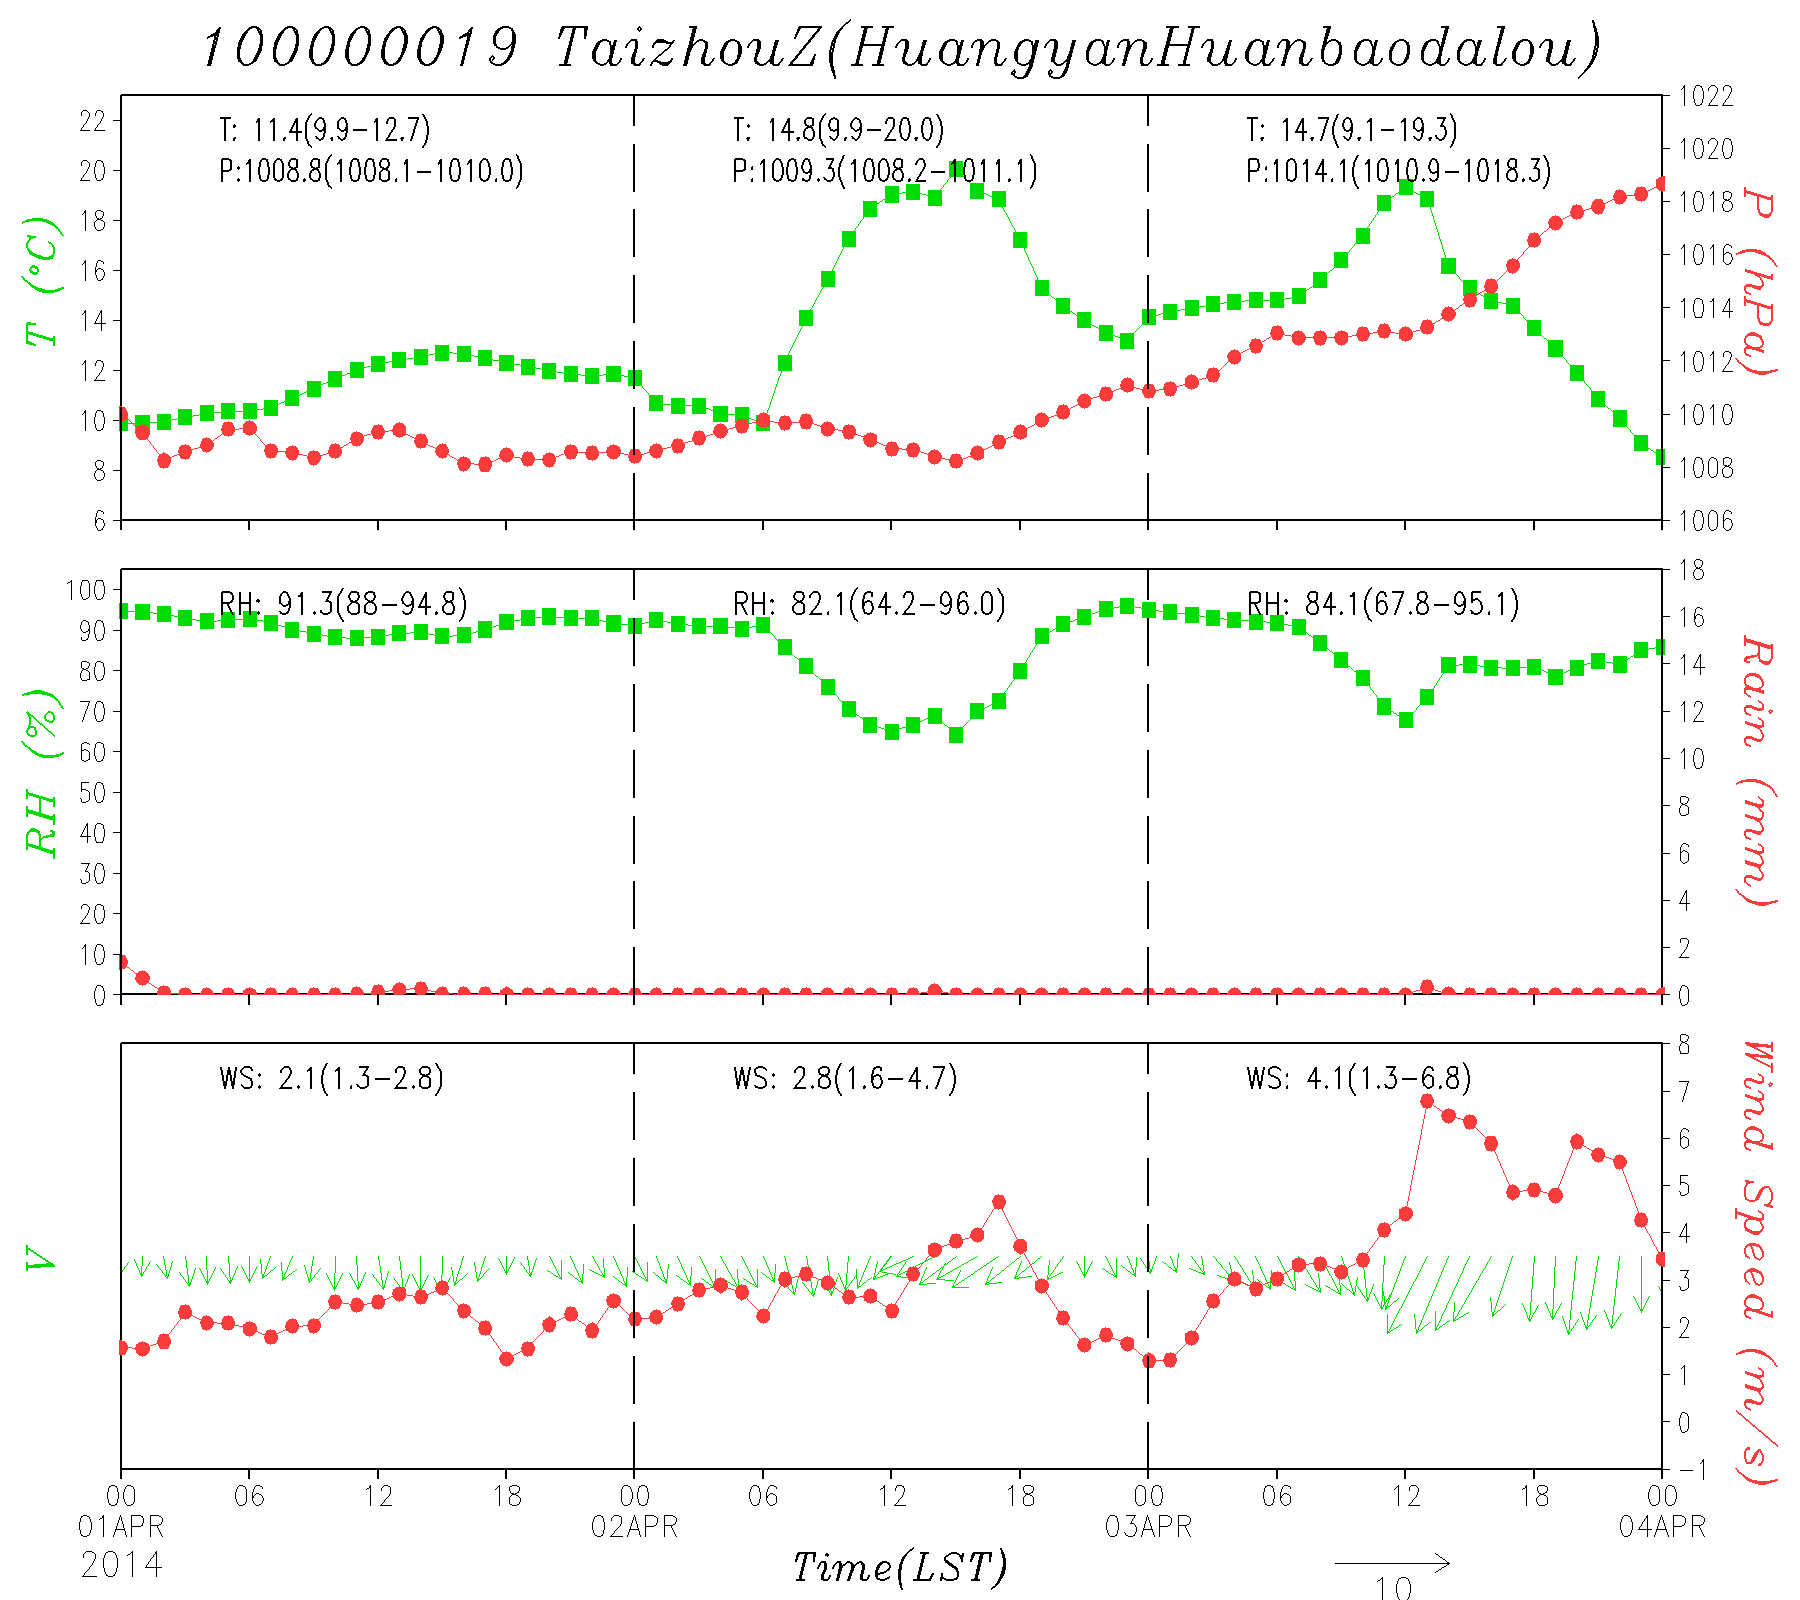 100000019 TaizhouZ(HuangyanHuanbaodalou)
T: 11.4(9.9-12.7)
P:1008.8(1008.1-1010.0)
T: 14.8(9.9-20.0)
P:1009.3(1008.2-1011.1)
T: 14.7(9.1-19.3)
P:1014.1(1010.9-1018.3)
T (°C)
22
20
18
16
14
12
10
8
6
P (hPa)
1022
1020
1018
1016
1014
1012
1010
1008
1006
RH: 91.3(88-94.8)
RH: 82.1(64.2-96.0)
RH: 84.1(67.8-95.1)
RH (%)
100
90
80
70
60
50
40
30
20
10
0
Rain (mm)
18
16
14
12
10
8
6
4
2
0
WS: 2.1(1.3-2.8)
WS: 2.8(1.6-4.7)
WS: 4.1(1.3-6.8)
V
Wind Speed (m/s)
8
7
6
5
4
3
2
1
0
-1
00 06 12 18 00 06 12 18 00 06 12 18 00
01APR 02APR 03APR 04APR
2014
Time(LST)
10